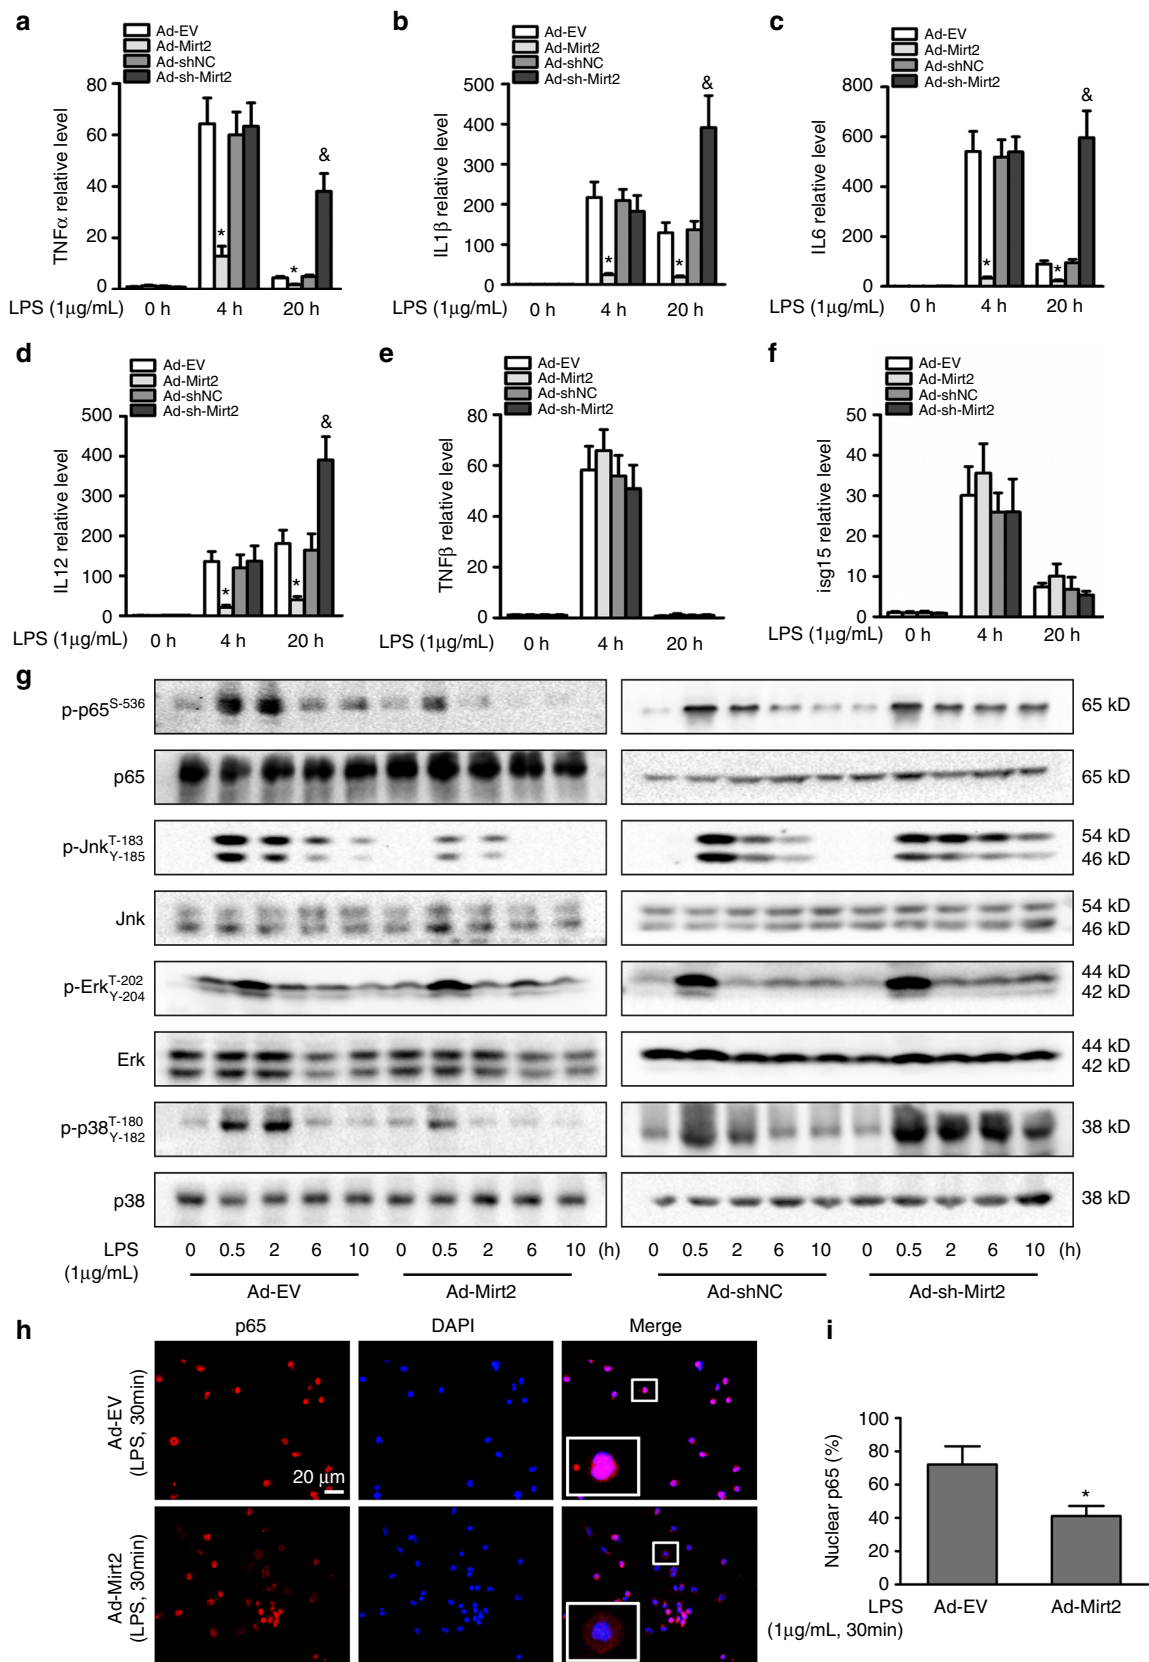 a
Ad-EV
Ad-Mirt2
Ad-shNC
Ad-sh-Mirt2
TNFα relative level
80
60
40
20
0
*
*
&
LPS (1μg/mL) 0 h 4 h 20 h
b
Ad-EV
Ad-Mirt2
Ad-shNC
Ad-sh-Mirt2
IL1β relative level
500
400
300
200
100
0
*
*
&
LPS (1μg/mL) 0 h 4 h 20 h
c
Ad-EV
Ad-Mirt2
Ad-shNC
Ad-sh-Mirt2
IL6 relative level
800
600
400
200
0
*
*
&
LPS (1μg/mL) 0 h 4 h 20 h
d
Ad-EV
Ad-Mirt2
Ad-shNC
Ad-sh-Mirt2
IL12 relative level
500
400
300
200
100
0
*
*
&
LPS (1μg/mL) 0 h 4 h 20 h
e
Ad-EV
Ad-Mirt2
Ad-shNC
Ad-sh-Mirt2
TNFβ relative level
80
60
40
20
0
LPS (1μg/mL) 0 h 4 h 20 h
f
Ad-EV
Ad-Mirt2
Ad-shNC
Ad-sh-Mirt2
isg15 relative level
50
40
30
20
10
0
LPS (1μg/mL) 0 h 4 h 20 h
g
p-p65 S-536 65 kD
p65 65 kD
p-Jnk T-183 Y-185 54 kD 46 kD
Jnk 54 kD 46 kD
p-Erk T-202 Y-204 44 kD 42 kD
Erk 44 kD 42 kD
p-p38 T-180 Y-182 38 kD
p38 38 kD
LPS 0 0.5 2 6 10 0 0.5 2 6 10 (h) 0 0.5 2 6 10 0 0.5 2 6 10 (h)
(1μg/mL)
Ad-EV Ad-Mirt2 Ad-shNC Ad-sh-Mirt2
h
p65 DAPI Merge
Ad-EV
(LPS, 30min)
20 μm
Ad-Mirt2
(LPS, 30min)
i
Nuclear p65 (%)
100
80
60
40
20
0
*
LPS Ad-EV Ad-Mirt2
(1μg/mL, 30min)